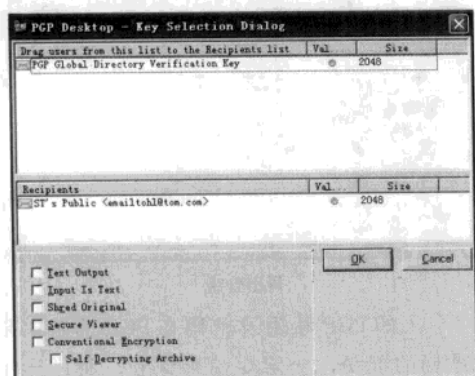 PGP Desktop - Key Selection Dialog
Drag users from this list to the Recipients list Val... Size
PGP Global Directory Verification Key 2048
Recipients Val... Size
ST's Public <emailtohl@tom.com> 2048
OK Cancel
Text Output
Input Is Text
Shred Original
Secure Viewer
Conventional Encryption
Self Decrypting Archive